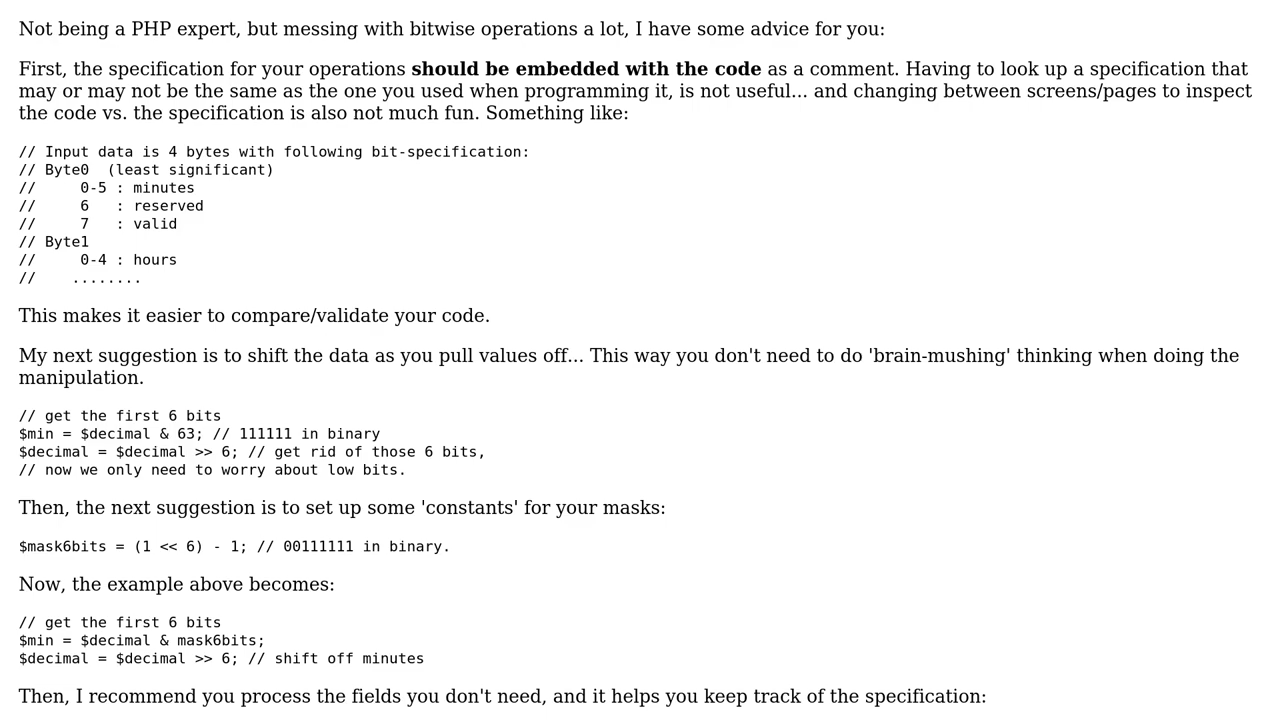 Not being a PHP expert, but messing with bitwise operations a lot, I have some advice for you:
First, the specification for your operations should be embedded with the code as a comment. Having to look up a specification that
may or may not be the same as the one you used when programming it, is not useful... and changing between screens/pages to inspect
the code vs. the specification is also not much fun. Something like:
// Input data is 4 bytes with following bit-specification:
// Byte0  (least significant)
//     0-5 : minutes
//     6   : reserved
//     7   : valid
// Byte1
//     0-4 : hours
//    ........
This makes it easier to compare/validate your code.
My next suggestion is to shift the data as you pull values off... This way you don't need to do 'brain-mushing' thinking when doing the
manipulation.
// get the first 6 bits
$min = $decimal & 63; // 111111 in binary
$decimal = $decimal >> 6; // get rid of those 6 bits,
// now we only need to worry about low bits.
Then, the next suggestion is to set up some 'constants' for your masks:
$mask6bits = (1 << 6) - 1; // 00111111 in binary.
Now, the example above becomes:
// get the first 6 bits
$min = $decimal & mask6bits;
$decimal = $decimal >> 6; // shift off minutes
Then, I recommend you process the fields you don't need, and it helps you keep track of the specification: